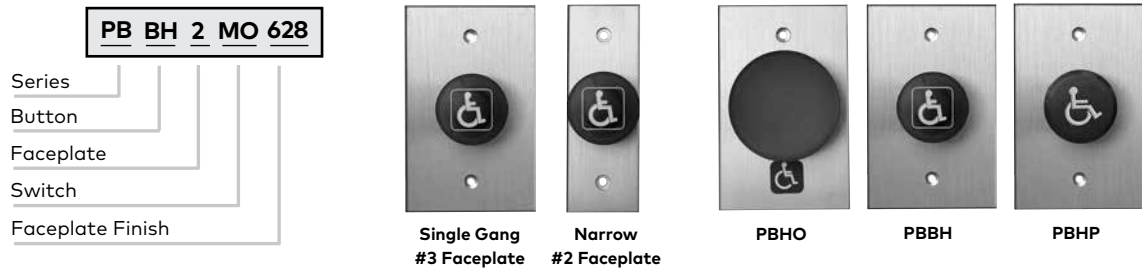 PB BH 2 MO 628
Series
Button
Faceplate
Switch
Faceplate Finish
Single Gang
#3 Faceplate
Narrow
#2 Faceplate
PBHO
PBBH
PBHP